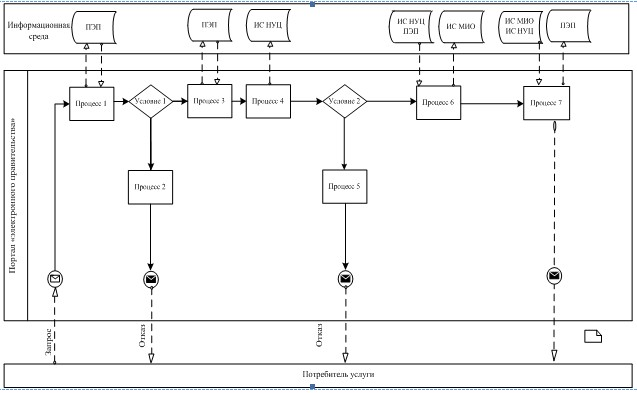 Информационная
среда
ПЭП
ПЭП
ИС НУЦ
ИС НУЦ
ПЭП
ИС МИО
ИС МИО
ИС НУЦ
ПЭП
Портал «электронного правительства»
Процесс 1
Условие 1
Процесс 3
Процесс 4
Условие 2
Процесс 6
Процесс 7
Процесс 2
Процесс 5
Запрос
Отказ
Отказ
Потребитель услуги